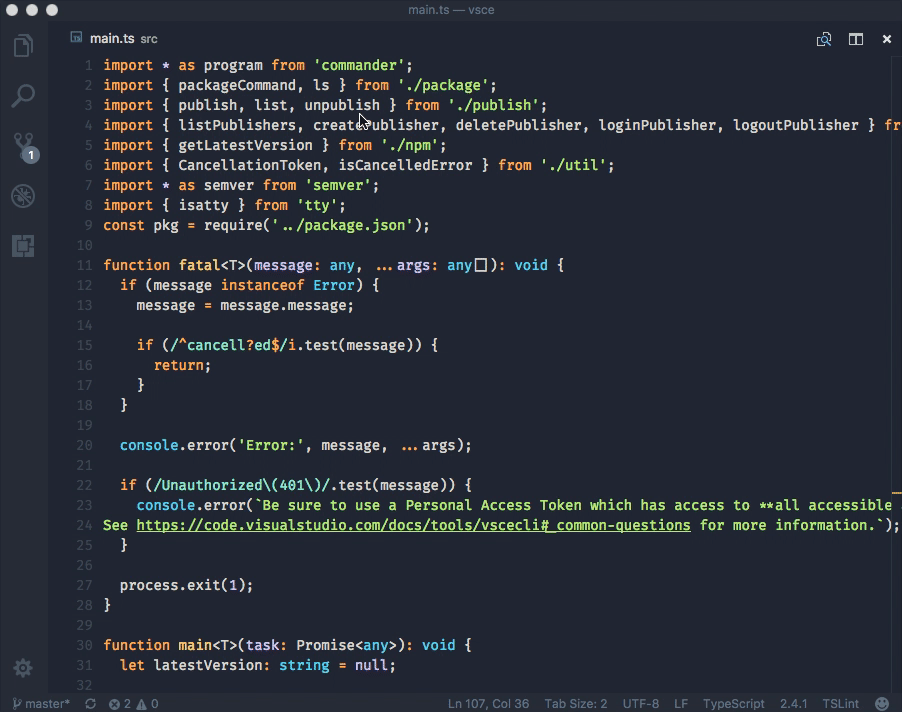 main.ts — vsce
main.ts src
1 import * as program from 'commander';
2 import { packageCommand, ls } from './package';
3 import { publish, list, unpublish } from './publish';
4 import { listPublishers, createPublisher, deletePublisher, loginPublisher, logoutPublisher } fr
5 import { getLatestVersion } from './npm';
6 import { CancellationToken, isCancelledError } from './util';
7 import * as semver from 'semver';
8 import { isatty } from 'tty';
9 const pkg = require('../package.json');
10
11 function fatal<T>(message: any, ...args: any[]): void {
12 if (message instanceof Error) {
13 message = message.message;
14
15 if (/^cancell?ed$/i.test(message)) {
16 return;
17 }
18 }
19
20 console.error('Error:', message, ...args);
21
22 if (/Unauthorized\(401\)/.test(message)) {
23 console.error(`Be sure to use a Personal Access Token which has access to **all accessible
24 See https://code.visualstudio.com/docs/tools/vscecli#_common-questions for more information.`);
25 }
26
27 process.exit(1);
28 }
29
30 function main<T>(task: Promise<any>): void {
31 let latestVersion: string = null;
32
1
master* 2 0 Ln 107, Col 36 Tab Size: 2 UTF-8 LF TypeScript 2.4.1 TSLint